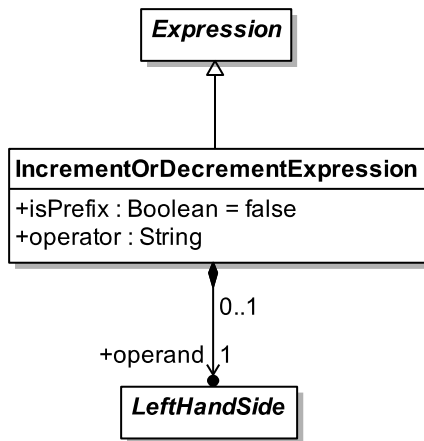 Expression
IncrementOrDecrementExpression
+isPrefix : Boolean = false
+operator : String
0..1
+operand 1
LeftHandSide